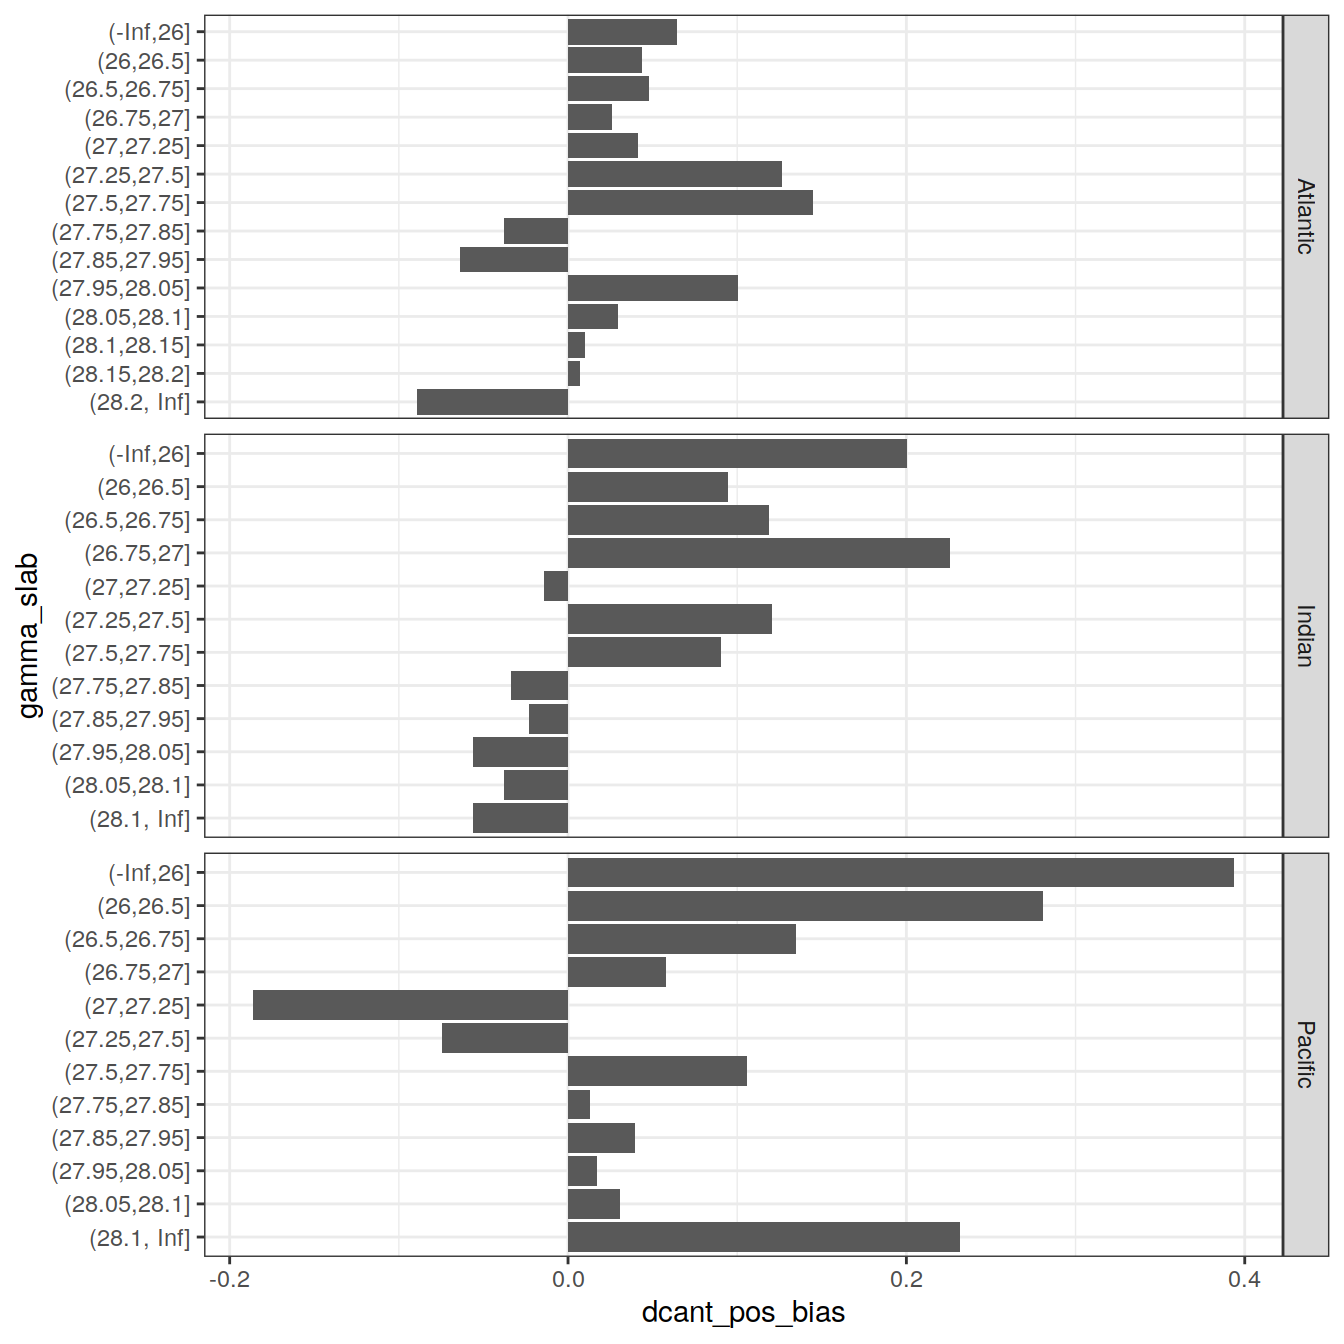 (-Inf,26]
(26,26.5]
(26.5,26.75]
(26.75,27]
(27,27.25]
(27.25,27.5]
(27.5,27.75]
(27.75,27.85]
(27.85,27.95]
(27.95,28.05]
(28.05,28.1]
(28.1,28.15]
(28.15,28.2]
(28.2, Inf]
Atlantic
(-Inf,26]
(26,26.5]
(26.5,26.75]
(26.75,27]
(27,27.25]
(27.25,27.5]
(27.5,27.75]
(27.75,27.85]
(27.85,27.95]
(27.95,28.05]
(28.05,28.1]
(28.1, Inf]
Indian
gamma_slab
(-Inf,26]
(26,26.5]
(26.5,26.75]
(26.75,27]
(27,27.25]
(27.25,27.5]
(27.5,27.75]
(27.75,27.85]
(27.85,27.95]
(27.95,28.05]
(28.05,28.1]
(28.1, Inf]
Pacific
-0.2 0.0 0.2 0.4
dcant_pos_bias